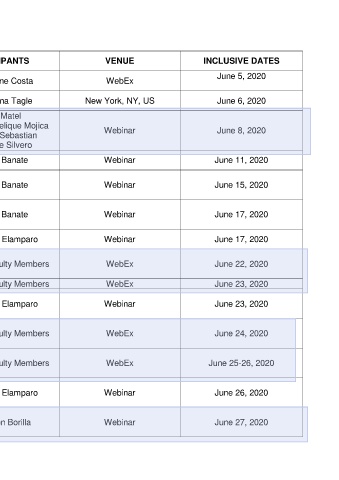 IPANTS VENUE INCLUSIVE DATES
ne Costa WebEx June 5, 2020
na Tagle New York, NY, US June 6, 2020
Matel
elique Mojica
Sebastian
e Silvero
Webinar June 8, 2020
Banate Webinar June 11, 2020
Banate Webinar June 15, 2020
Banate Webinar June 17, 2020
Elamparo Webinar June 17, 2020
ulty Members WebEx June 22, 2020
ulty Members WebEx June 23, 2020
Elamparo Webinar June 23, 2020
ulty Members WebEx June 24, 2020
ulty Members WebEx June 25-26, 2020
Elamparo Webinar June 26, 2020
n Borilla Webinar June 27, 2020